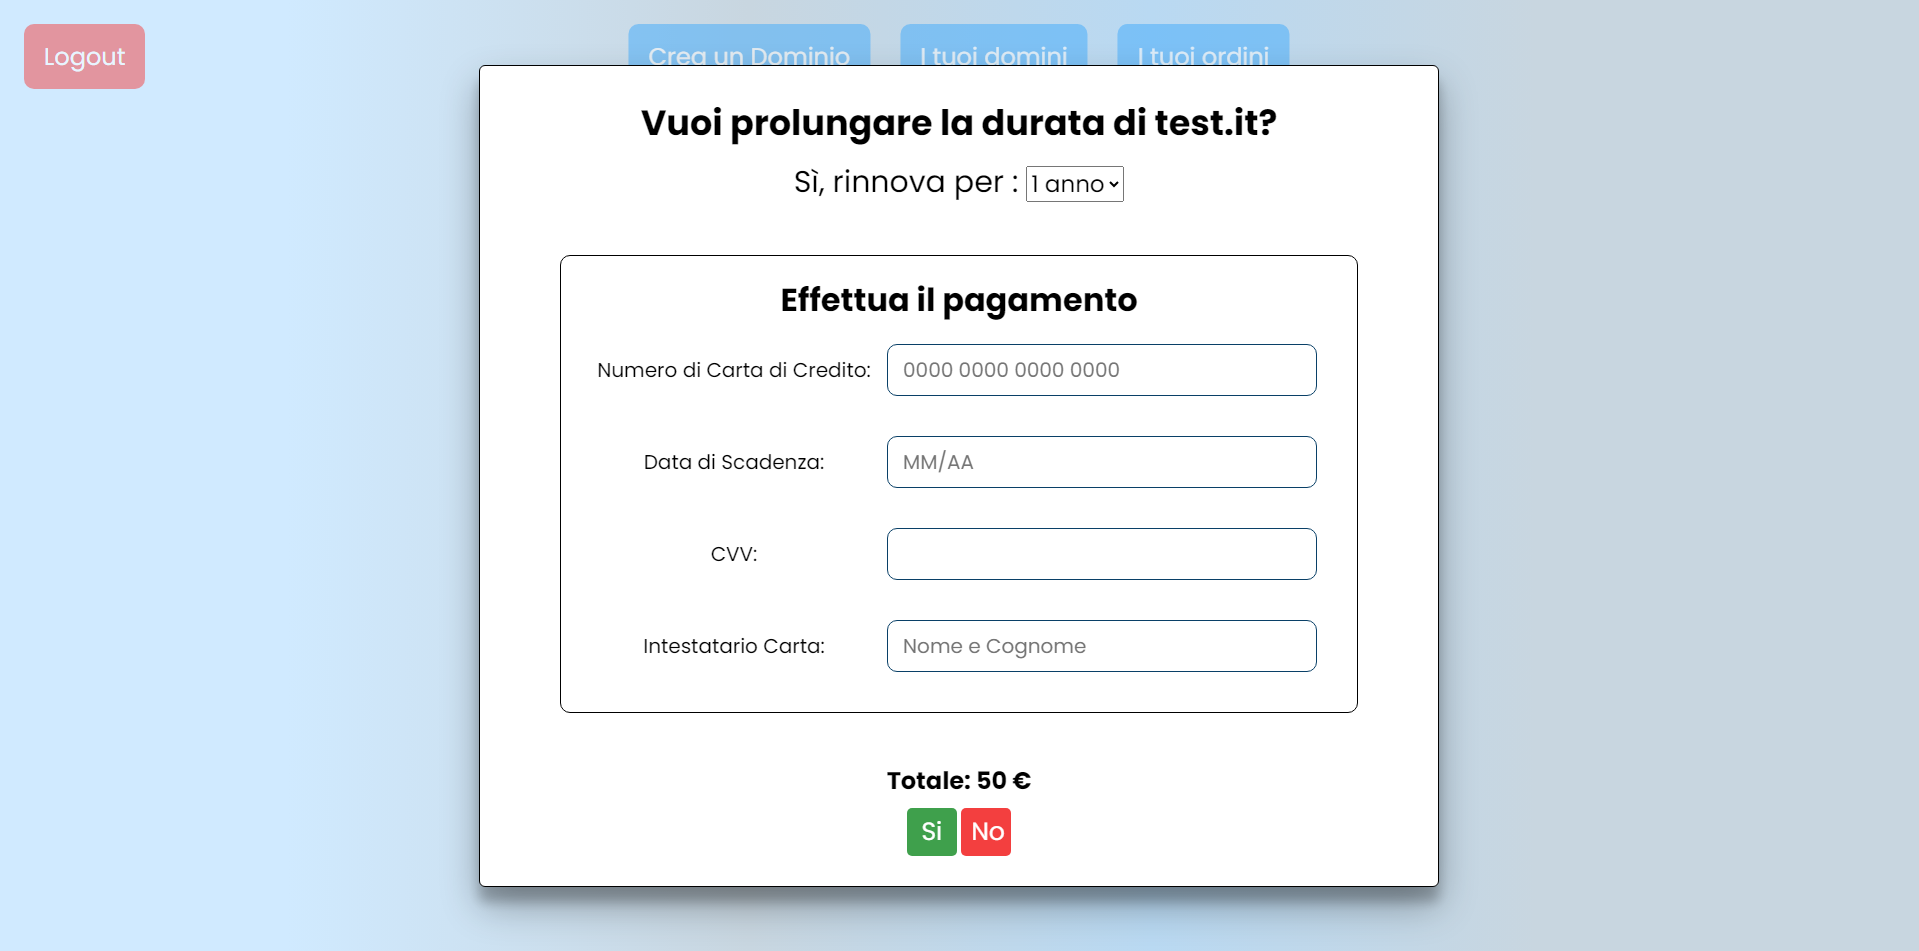 Logout
Crea un Dominio
I tuoi domini
I tuoi ordini
Vuoi prolungare la durata di test.it?
Sì, rinnova per : 1 anno
Effettua il pagamento
Numero di Carta di Credito: 0000 0000 0000 0000
Data di Scadenza: MM/AA
CVV:
Intestatario Carta: Nome e Cognome
Totale: 50 €
Si No